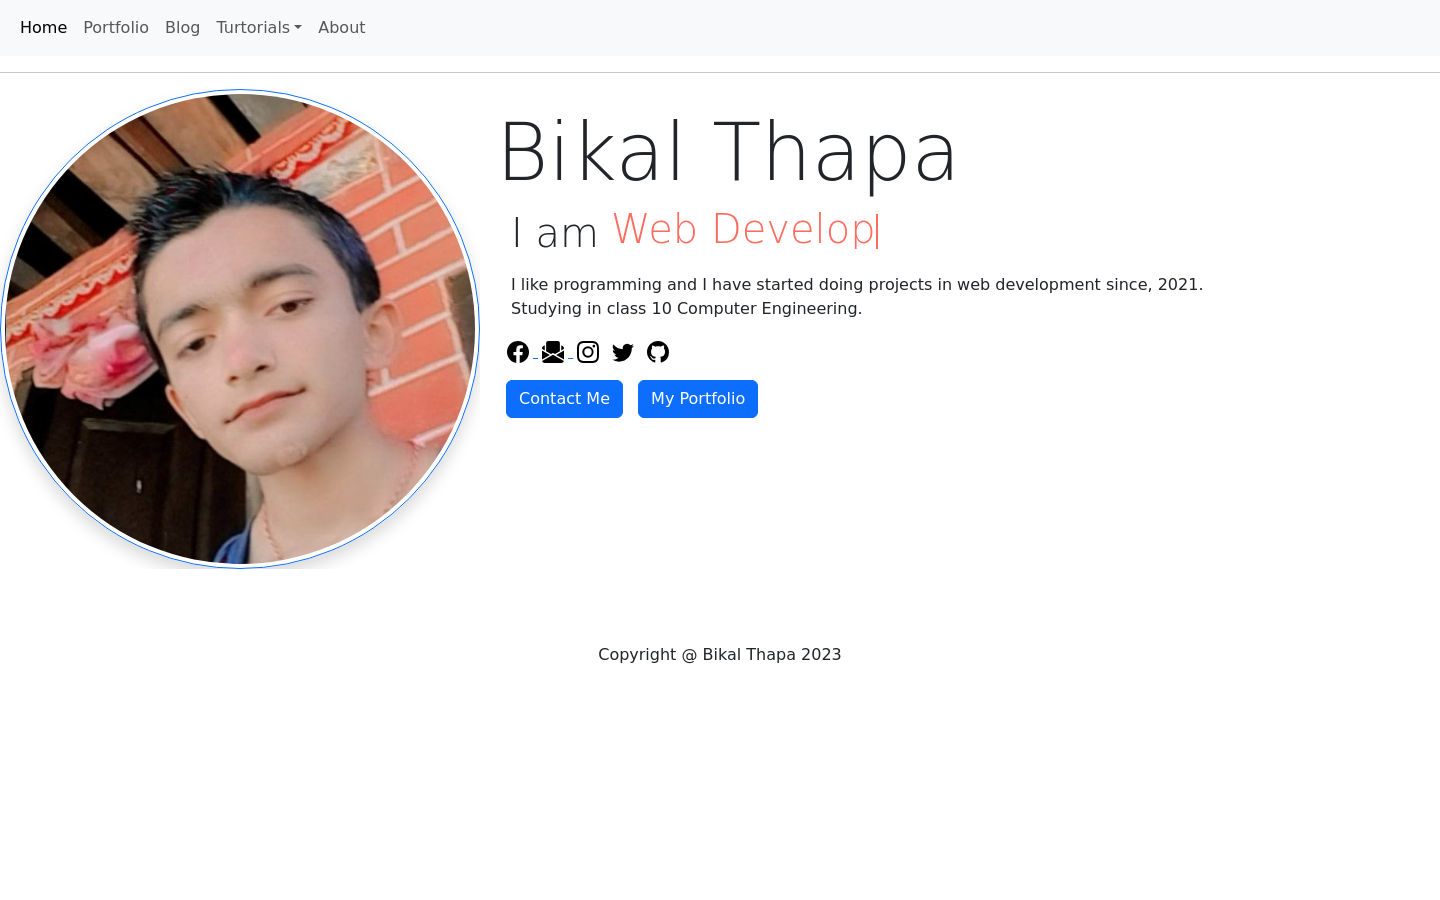 Home Portfolio Blog Turtorials About
Bikal Thapa
I am Web Develop
I like programming and I have started doing projects in web development since, 2021.
Studying in class 10 Computer Engineering.
Contact Me My Portfolio
Copyright @ Bikal Thapa 2023